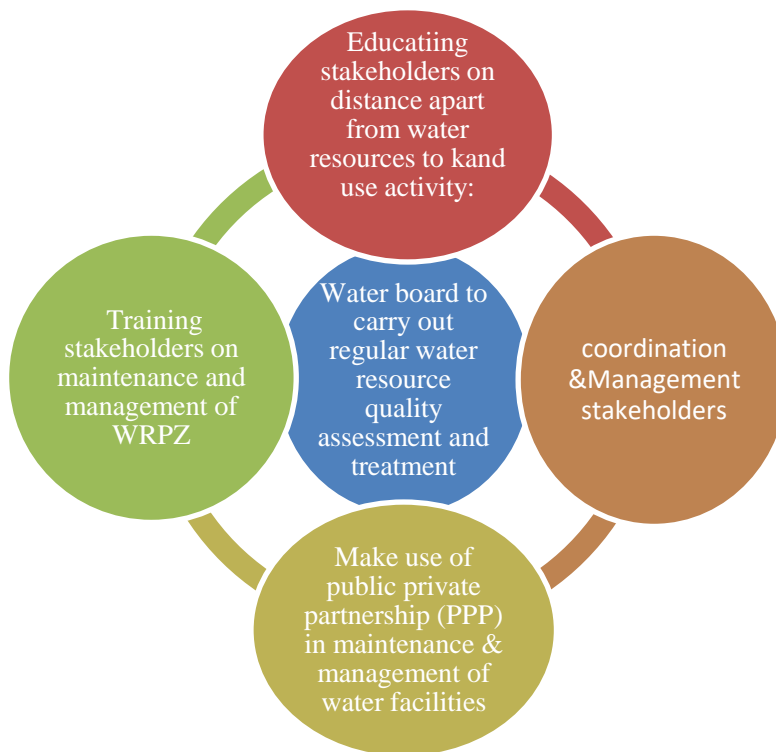 Educatiing
stakeholders on
distance apart
from water
resources to kand
use activity:
Training
stakeholders on
maintenance and
management of
WRPZ
Water board to
carry out
regular water
resource
quality
assessment and
treatment
coordination
&Management
stakeholders
Make use of
public private
partnership (PPP)
in maintenance &
management of
water facilities